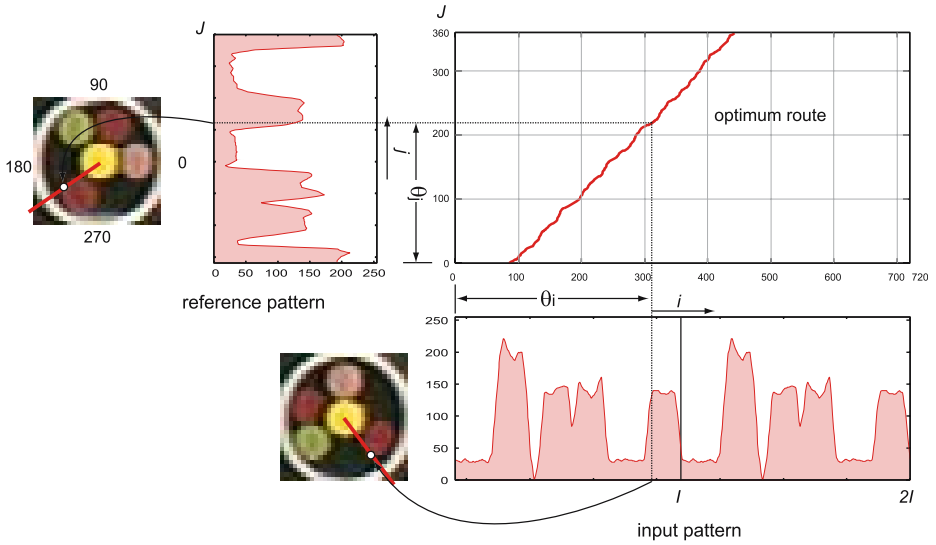 J
90
180
0
270
0 50 100 150 200 250
reference pattern
j
θj
J
360
300
200
100
0
optimum route
0 100 200 300 400 500 600 700 720
θi
i
250
200
150
100
50
0
I
2I
input pattern